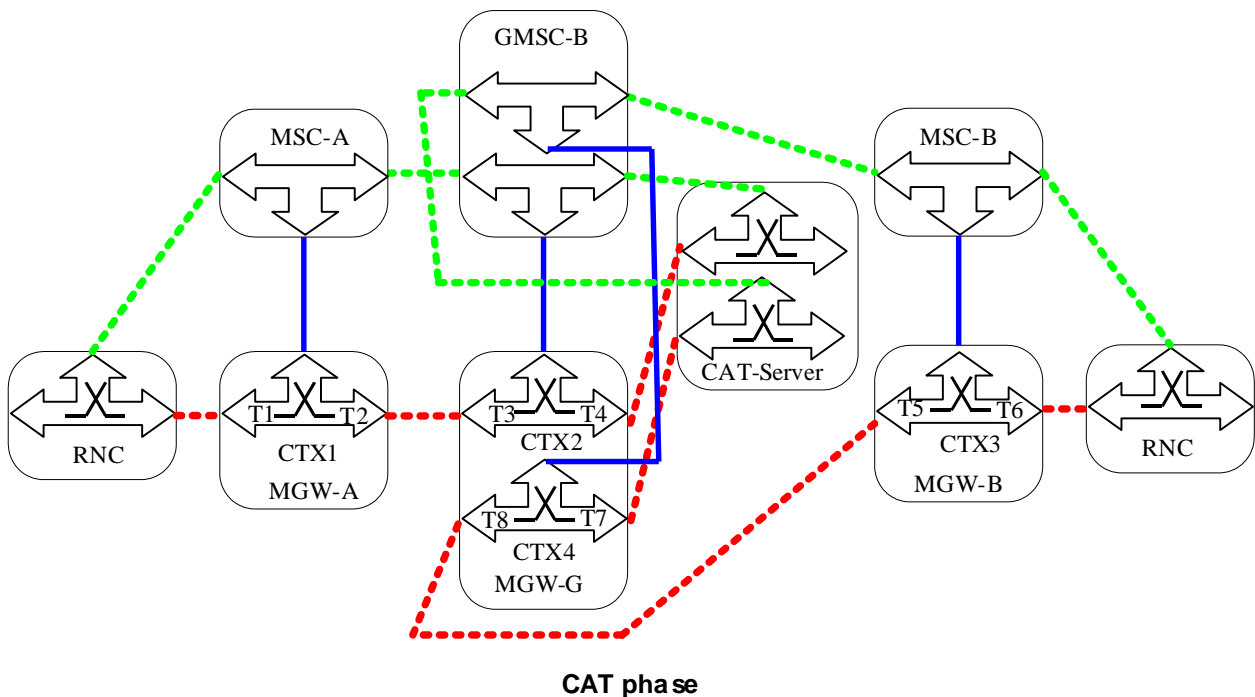 GMSC-B
MSC-A
MSC-B
CAT-Server
T1 T2
T3 T4
T5 T6
RNC
CTX1
CTX2
CTX3
RNC
MGW-A
MGW-B
T8 T7
CTX4
MGW-G
CAT phase